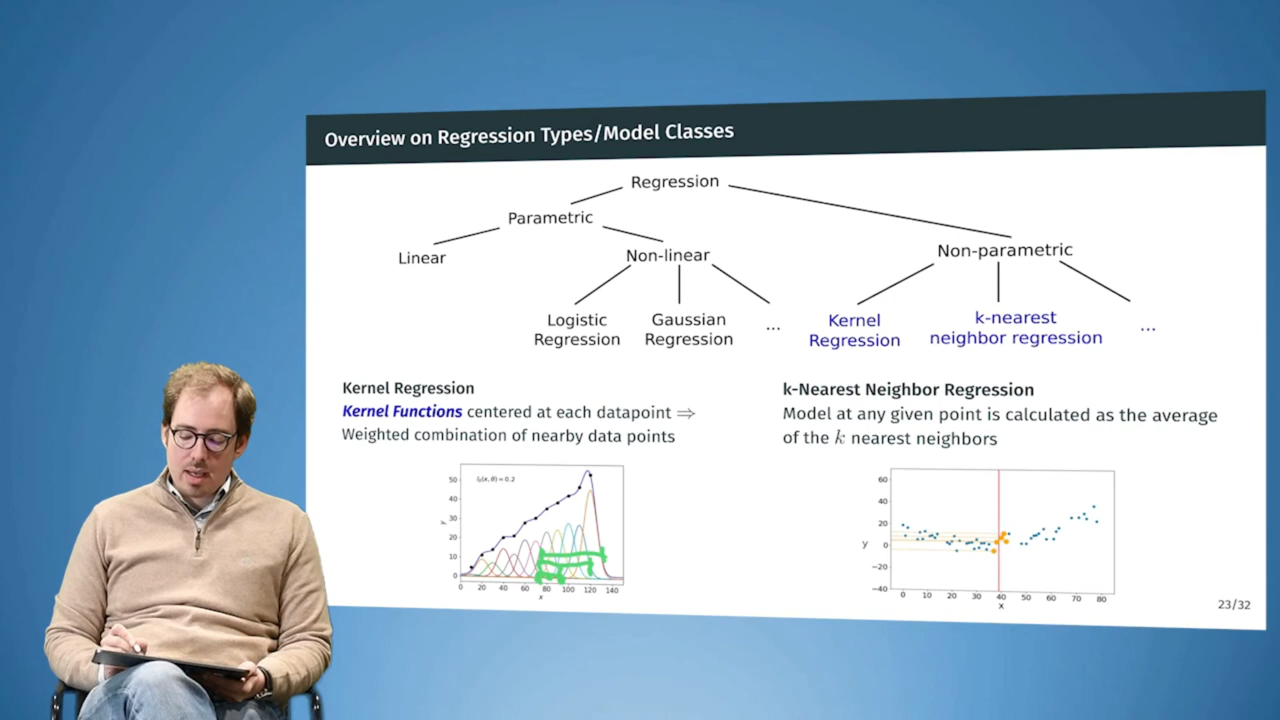 Overview on Regression Types/Model Classes
Regression
Parametric
Linear
Non-linear
Non-parametric
Logistic
Regression
Gaussian
Regression
...
Kernel
Regression
k-nearest
neighbor regression
...
Kernel Regression
Kernel Functions centered at each datapoint ⇒
Weighted combination of nearby data points
k-Nearest Neighbor Regression
Model at any given point is calculated as the average
of the k nearest neighbors
50
40
30
20
10
0
y
0 20 40 60 80 100 120 140
x
60
40
20
0
−20
−40
y
0 10 20 30 40 50 60 70 80
x
23/32